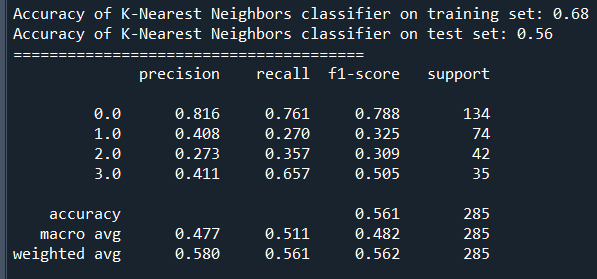 Accuracy of K-Nearest Neighbors classifier on training set: 0.68
Accuracy of K-Nearest Neighbors classifier on test set: 0.56
=======================================
precision recall f1-score support
0.0 0.816 0.761 0.788 134
1.0 0.408 0.270 0.325 74
2.0 0.273 0.357 0.309 42
3.0 0.411 0.657 0.505 35
accuracy 0.561 285
macro avg 0.477 0.511 0.482 285
weighted avg 0.580 0.561 0.562 285